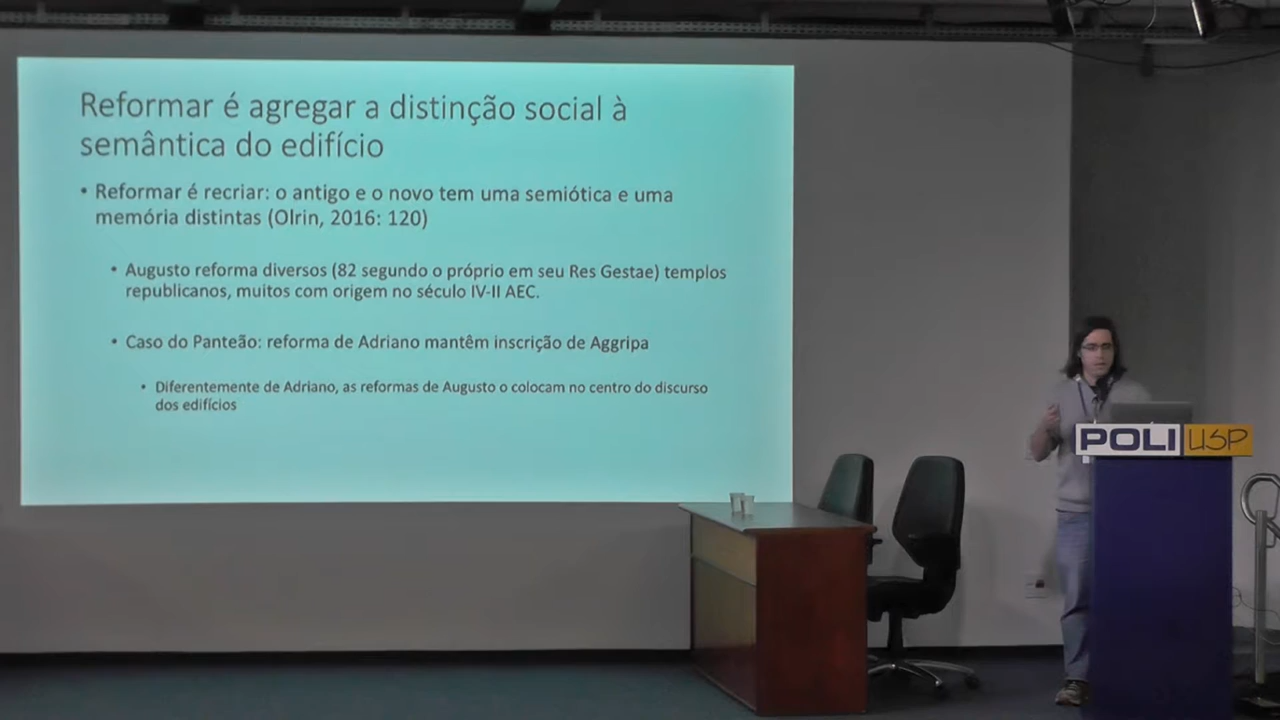 Reformar é agregar a distinção social à
semântica do edifício
• Reformar é recriar: o antigo e o novo tem uma semiótica e uma
memória distintas (Olrin, 2016: 120)
• Augusto reforma diversos (82 segundo o próprio em seu Res Gestae) templos
republicanos, muitos com origem no século IV-II AEC.
• Caso do Panteão: reforma de Adriano mantêm inscrição de Aggripa
• Diferentemente de Adriano, as reformas de Augusto o colocam no centro do discurso
dos edifícios
POLI USP